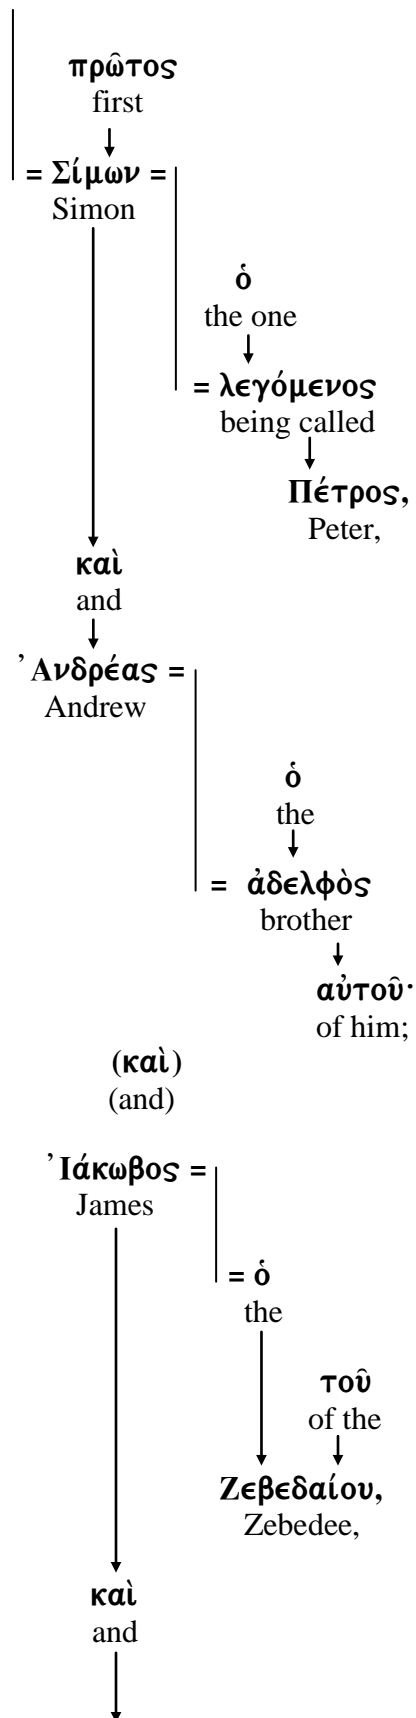 πρῶτος
first
= Σίμων =
Simon
ὁ
the one
= λεγόμενος
being called
Πέτρος,
Peter,
καὶ
and
᾿Ανδρέας =
Andrew
ὁ
the
= ἀδελφὸς
brother
αὐτοῦ·
of him;
(καὶ)
(and)
᾿Ιάκωβος =
James
= ὁ
the
τοῦ
of the
Ζεβεδαίου,
Zebedee,
καὶ
and